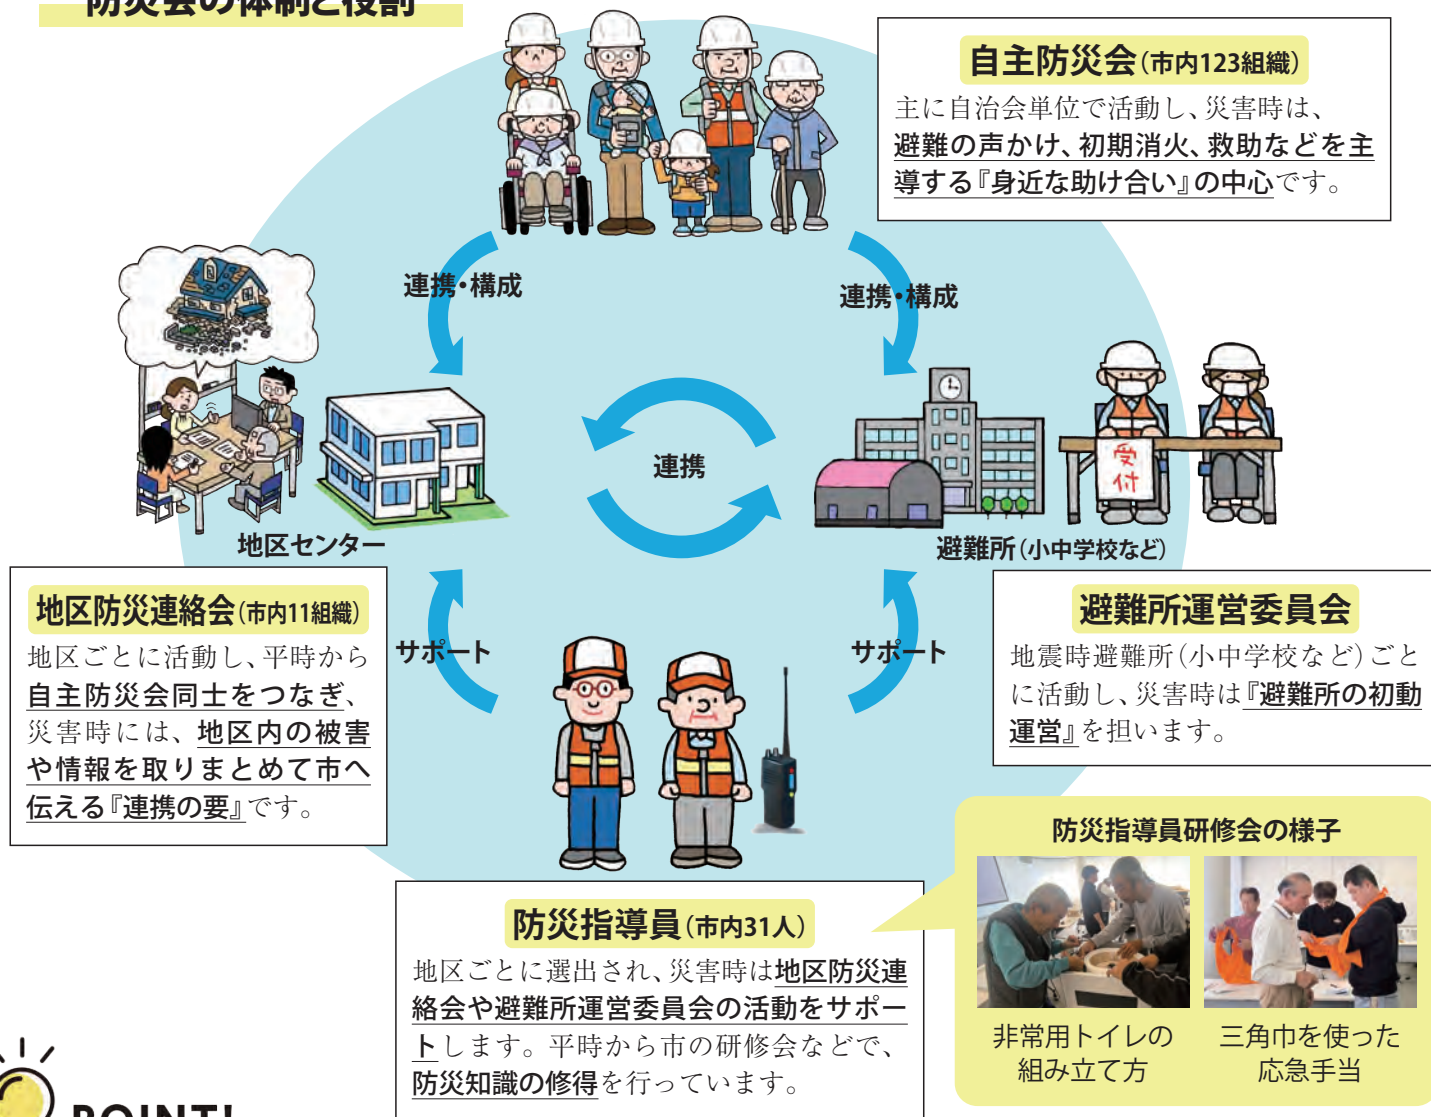 防災会の体制と役割
自主防災会(市内123組織)
主に自治会単位で活動し、災害時は、
避難の声かけ、初期消火、救助などを主
導する『身近な助け合い』の中心です。
連携・構成
連携・構成
連携
受付
地区センター
避難所(小中学校など)
地区防災連絡会(市内11組織)
地区ごとに活動し、平時から
自主防災会同士をつなぎ、
災害時には、地区内の被害
や情報を取りまとめて市へ
伝える『連携の要』です。
サポート
サポート
避難所運営委員会
地震時避難所(小中学校など)ごと
に活動し、災害時は『避難所の初動
運営』を担います。
防災指導員(市内31人)
地区ごとに選出され、災害時は地区防災連
絡会や避難所運営委員会の活動をサポー
トします。平時から市の研修会などで、
防災知識の修得を行っています。
防災指導員研修会の様子
非常用トイレの
組み立て方
三角巾を使った
応急手当
POINT!